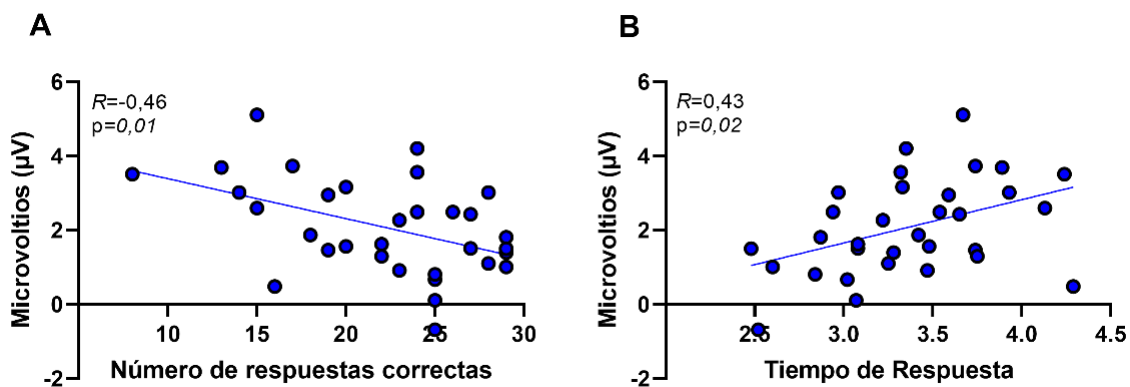 A
Microvoltios (µV)
6
4
2
0
-2
R=-0,46
p=0,01
10
15
20
25
30
Número de respuestas correctas
B
Microvoltios (µV)
6
4
2
0
-2
R=0,43
p=0,02
2.5
3.0
3.5
4.0
4.5
Tiempo de Respuesta